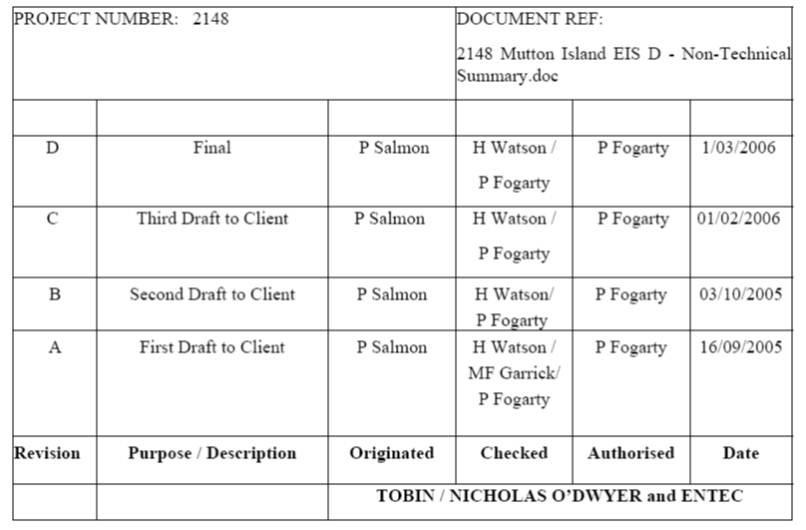 PROJECT NUMBER: 2148 DOCUMENT REF:
2148 Mutton Island EIS D - Non-Technical
Summary.doc
D Final P Salmon H Watson / P Fogarty 1/03/2006
P Fogarty
C Third Draft to Client P Salmon H Watson / P Fogarty 01/02/2006
P Fogarty
B Second Draft to Client P Salmon H Watson/ P Fogarty 03/10/2005
P Fogarty
A First Draft to Client P Salmon H Watson / P Fogarty 16/09/2005
MF Garrick/
P Fogarty
Revision Purpose / Description Originated Checked Authorised Date
TOBIN / NICHOLAS O'DWYER and ENTEC